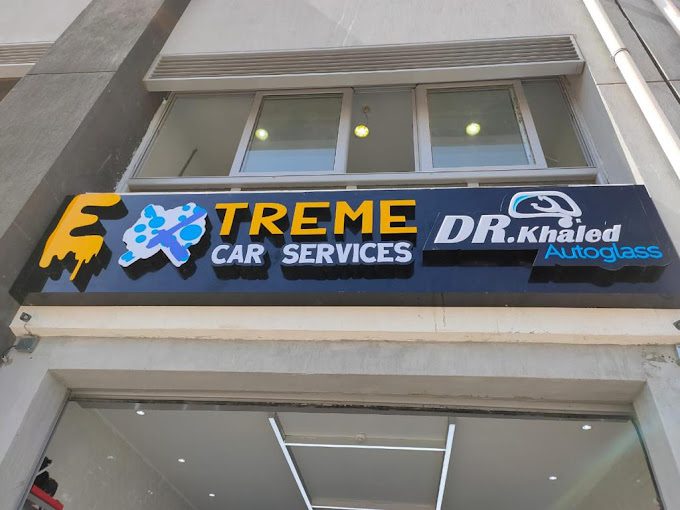 EXTREME
CAR SERVICES
DR.Khaled
Autoglass